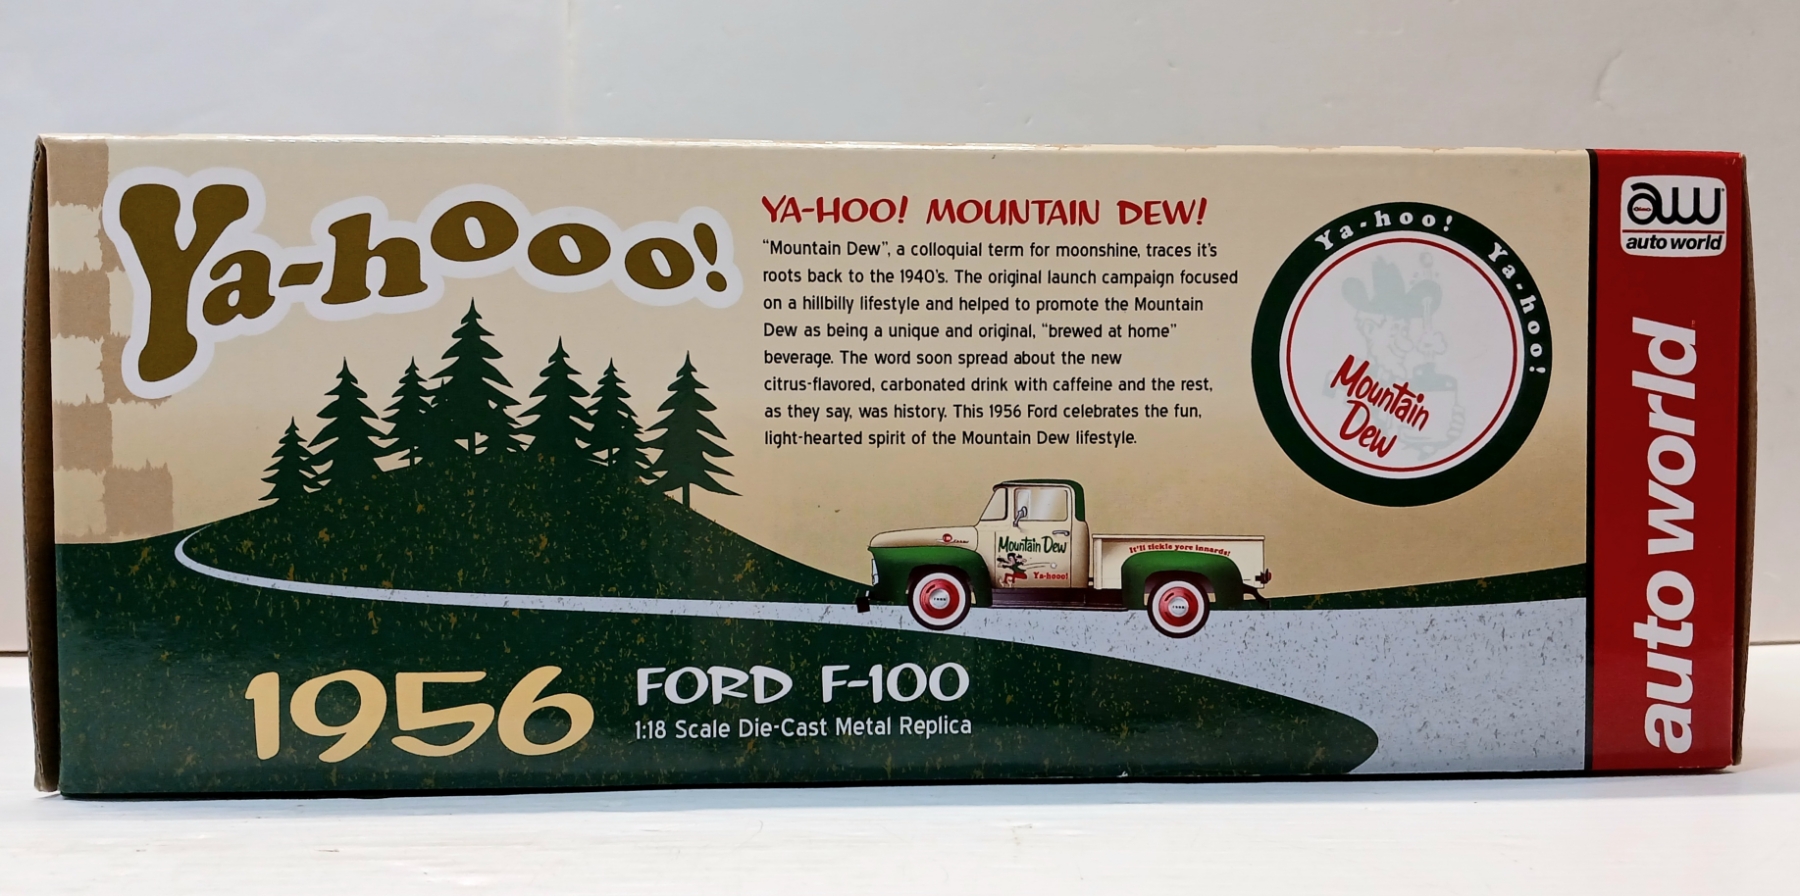 Ya-hooo!
YA-HOO! MOUNTAIN DEW!
“Mountain Dew”, a colloquial term for moonshine, traces it's
roots back to the 1940's. The original launch campaign focused
on a hillbilly lifestyle and helped to promote the Mountain
Dew as being a unique and original, “brewed at home”
beverage. The word soon spread about the new
citrus-flavored, carbonated drink with caffeine and the rest,
as they say, was history. This 1956 Ford celebrates the fun,
light-hearted spirit of the Mountain Dew lifestyle.
Ya-hoo! Ya-hoo!
Mountain
Dew
Mountain Dew
Ya-hooo!
It'll tickle yore innards!
1956
FORD F-100
1:18 Scale Die-Cast Metal Replica
aw
auto world
auto world